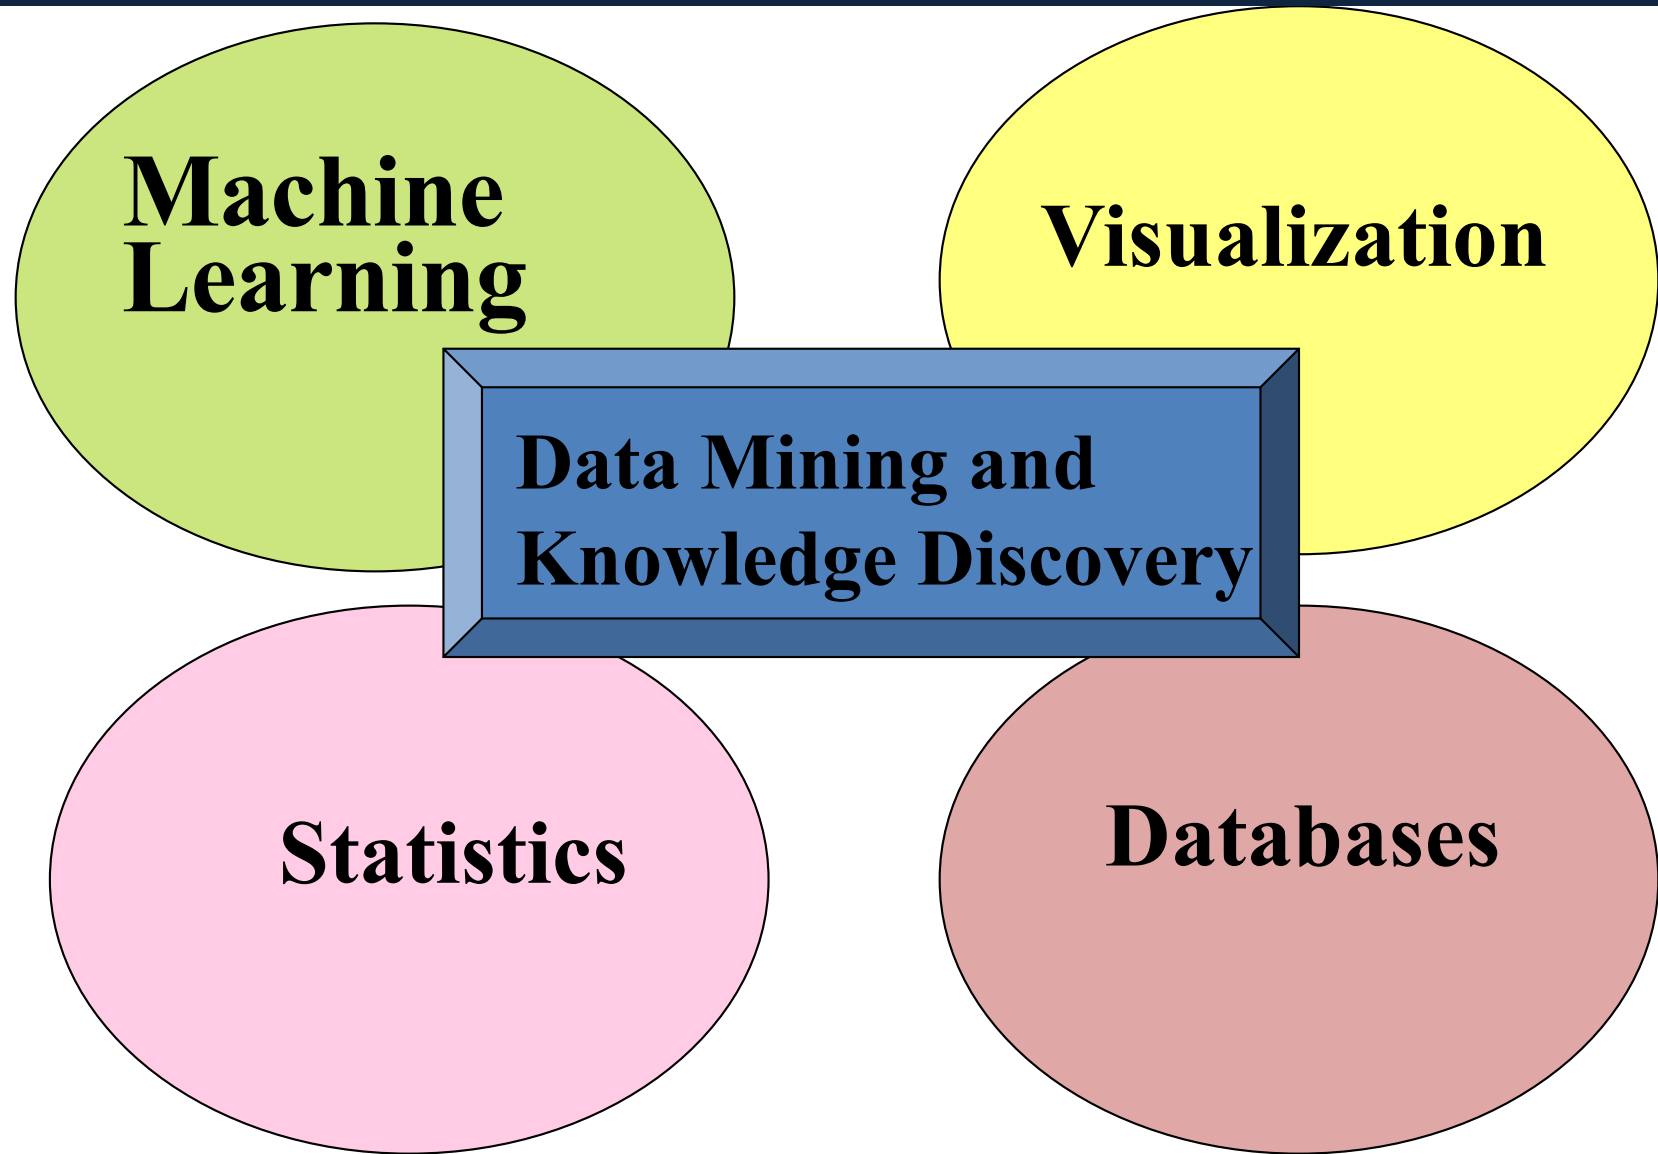 Machine
Learning
Visualization
Data Mining and
Knowledge Discovery
Statistics
Databases